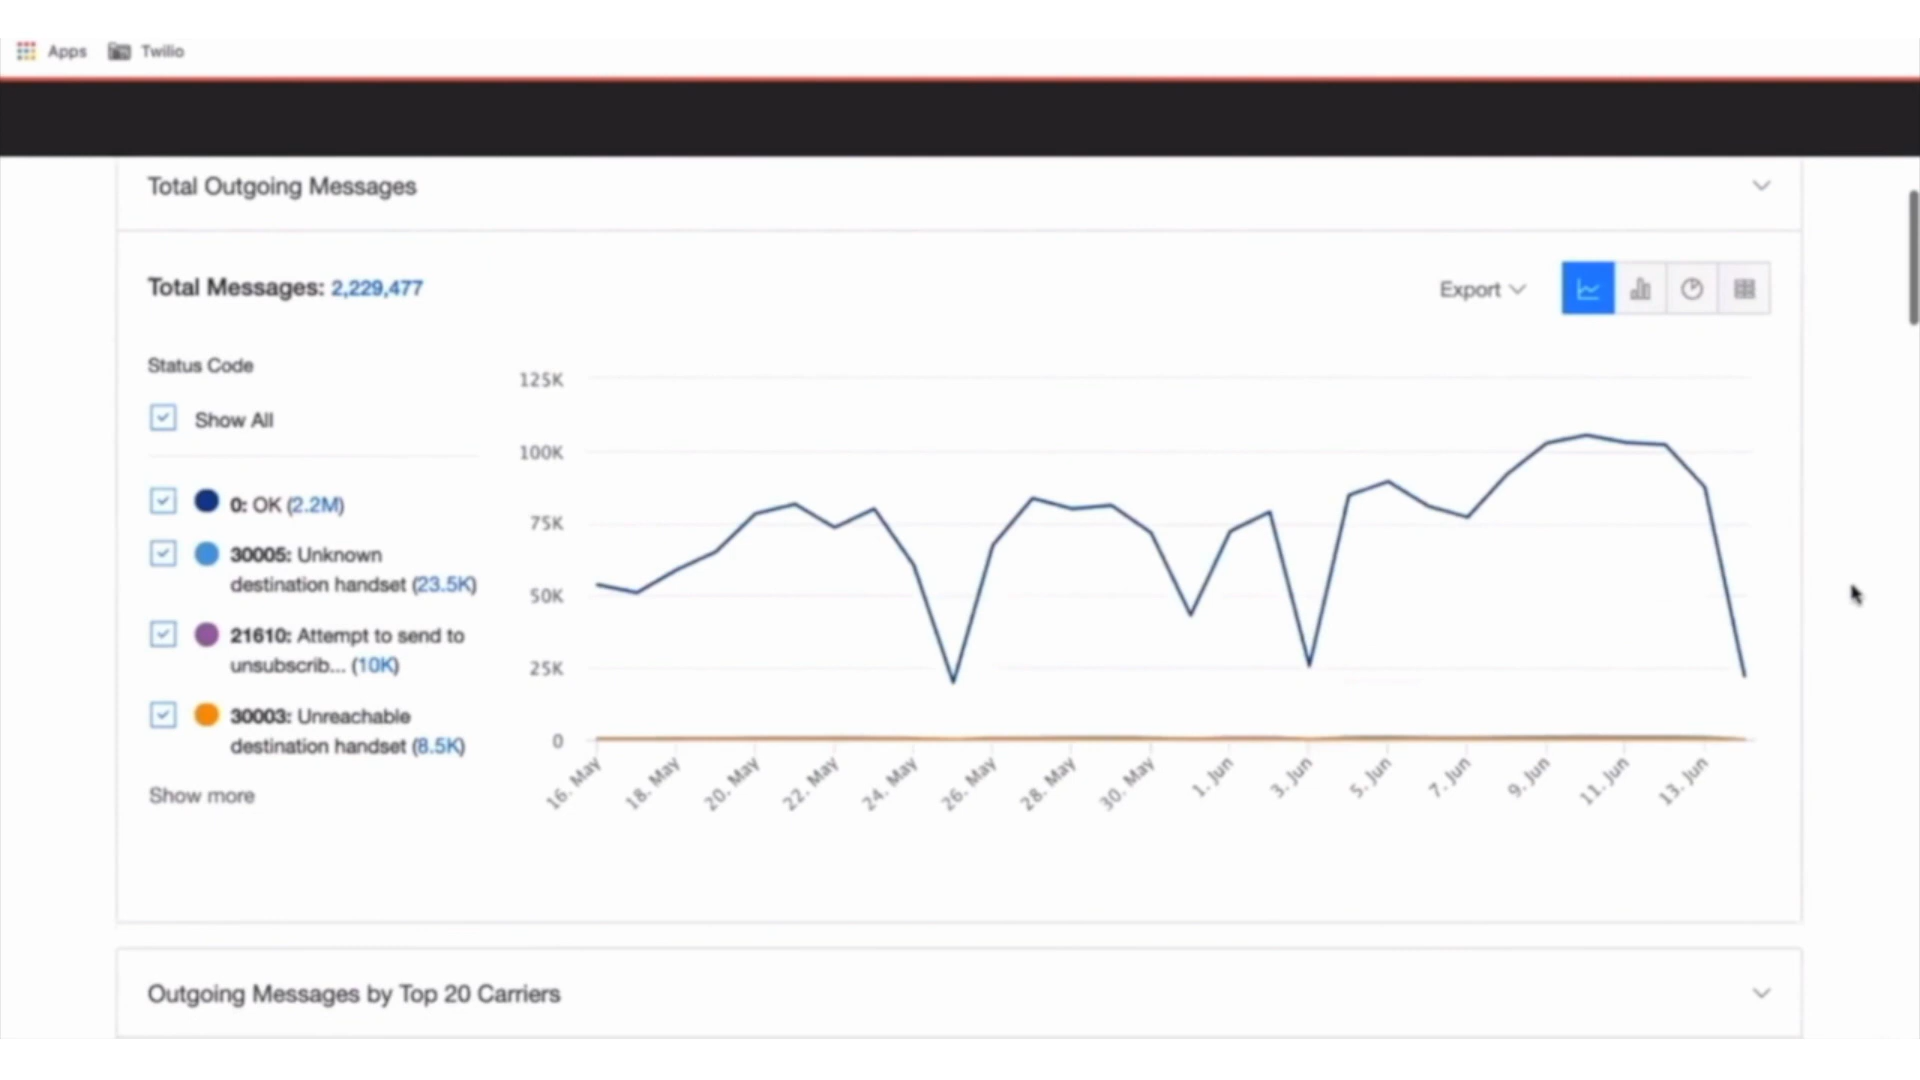 Apps Twilio
Total Outgoing Messages
Total Messages: 2,229,477
Export
Status Code
Show All
0: OK (2.2M)
30005: Unknown
destination handset (23.5K)
21610: Attempt to send to
unsubscrib... (10K)
30003: Unreachable
destination handset (8.5K)
Show more
125K
100K
75K
50K
25K
0
16. May
18. May
20. May
22. May
24. May
26. May
28. May
30. May
1. Jun
3. Jun
5. Jun
7. Jun
9. Jun
11. Jun
13. Jun
Outgoing Messages by Top 20 Carriers